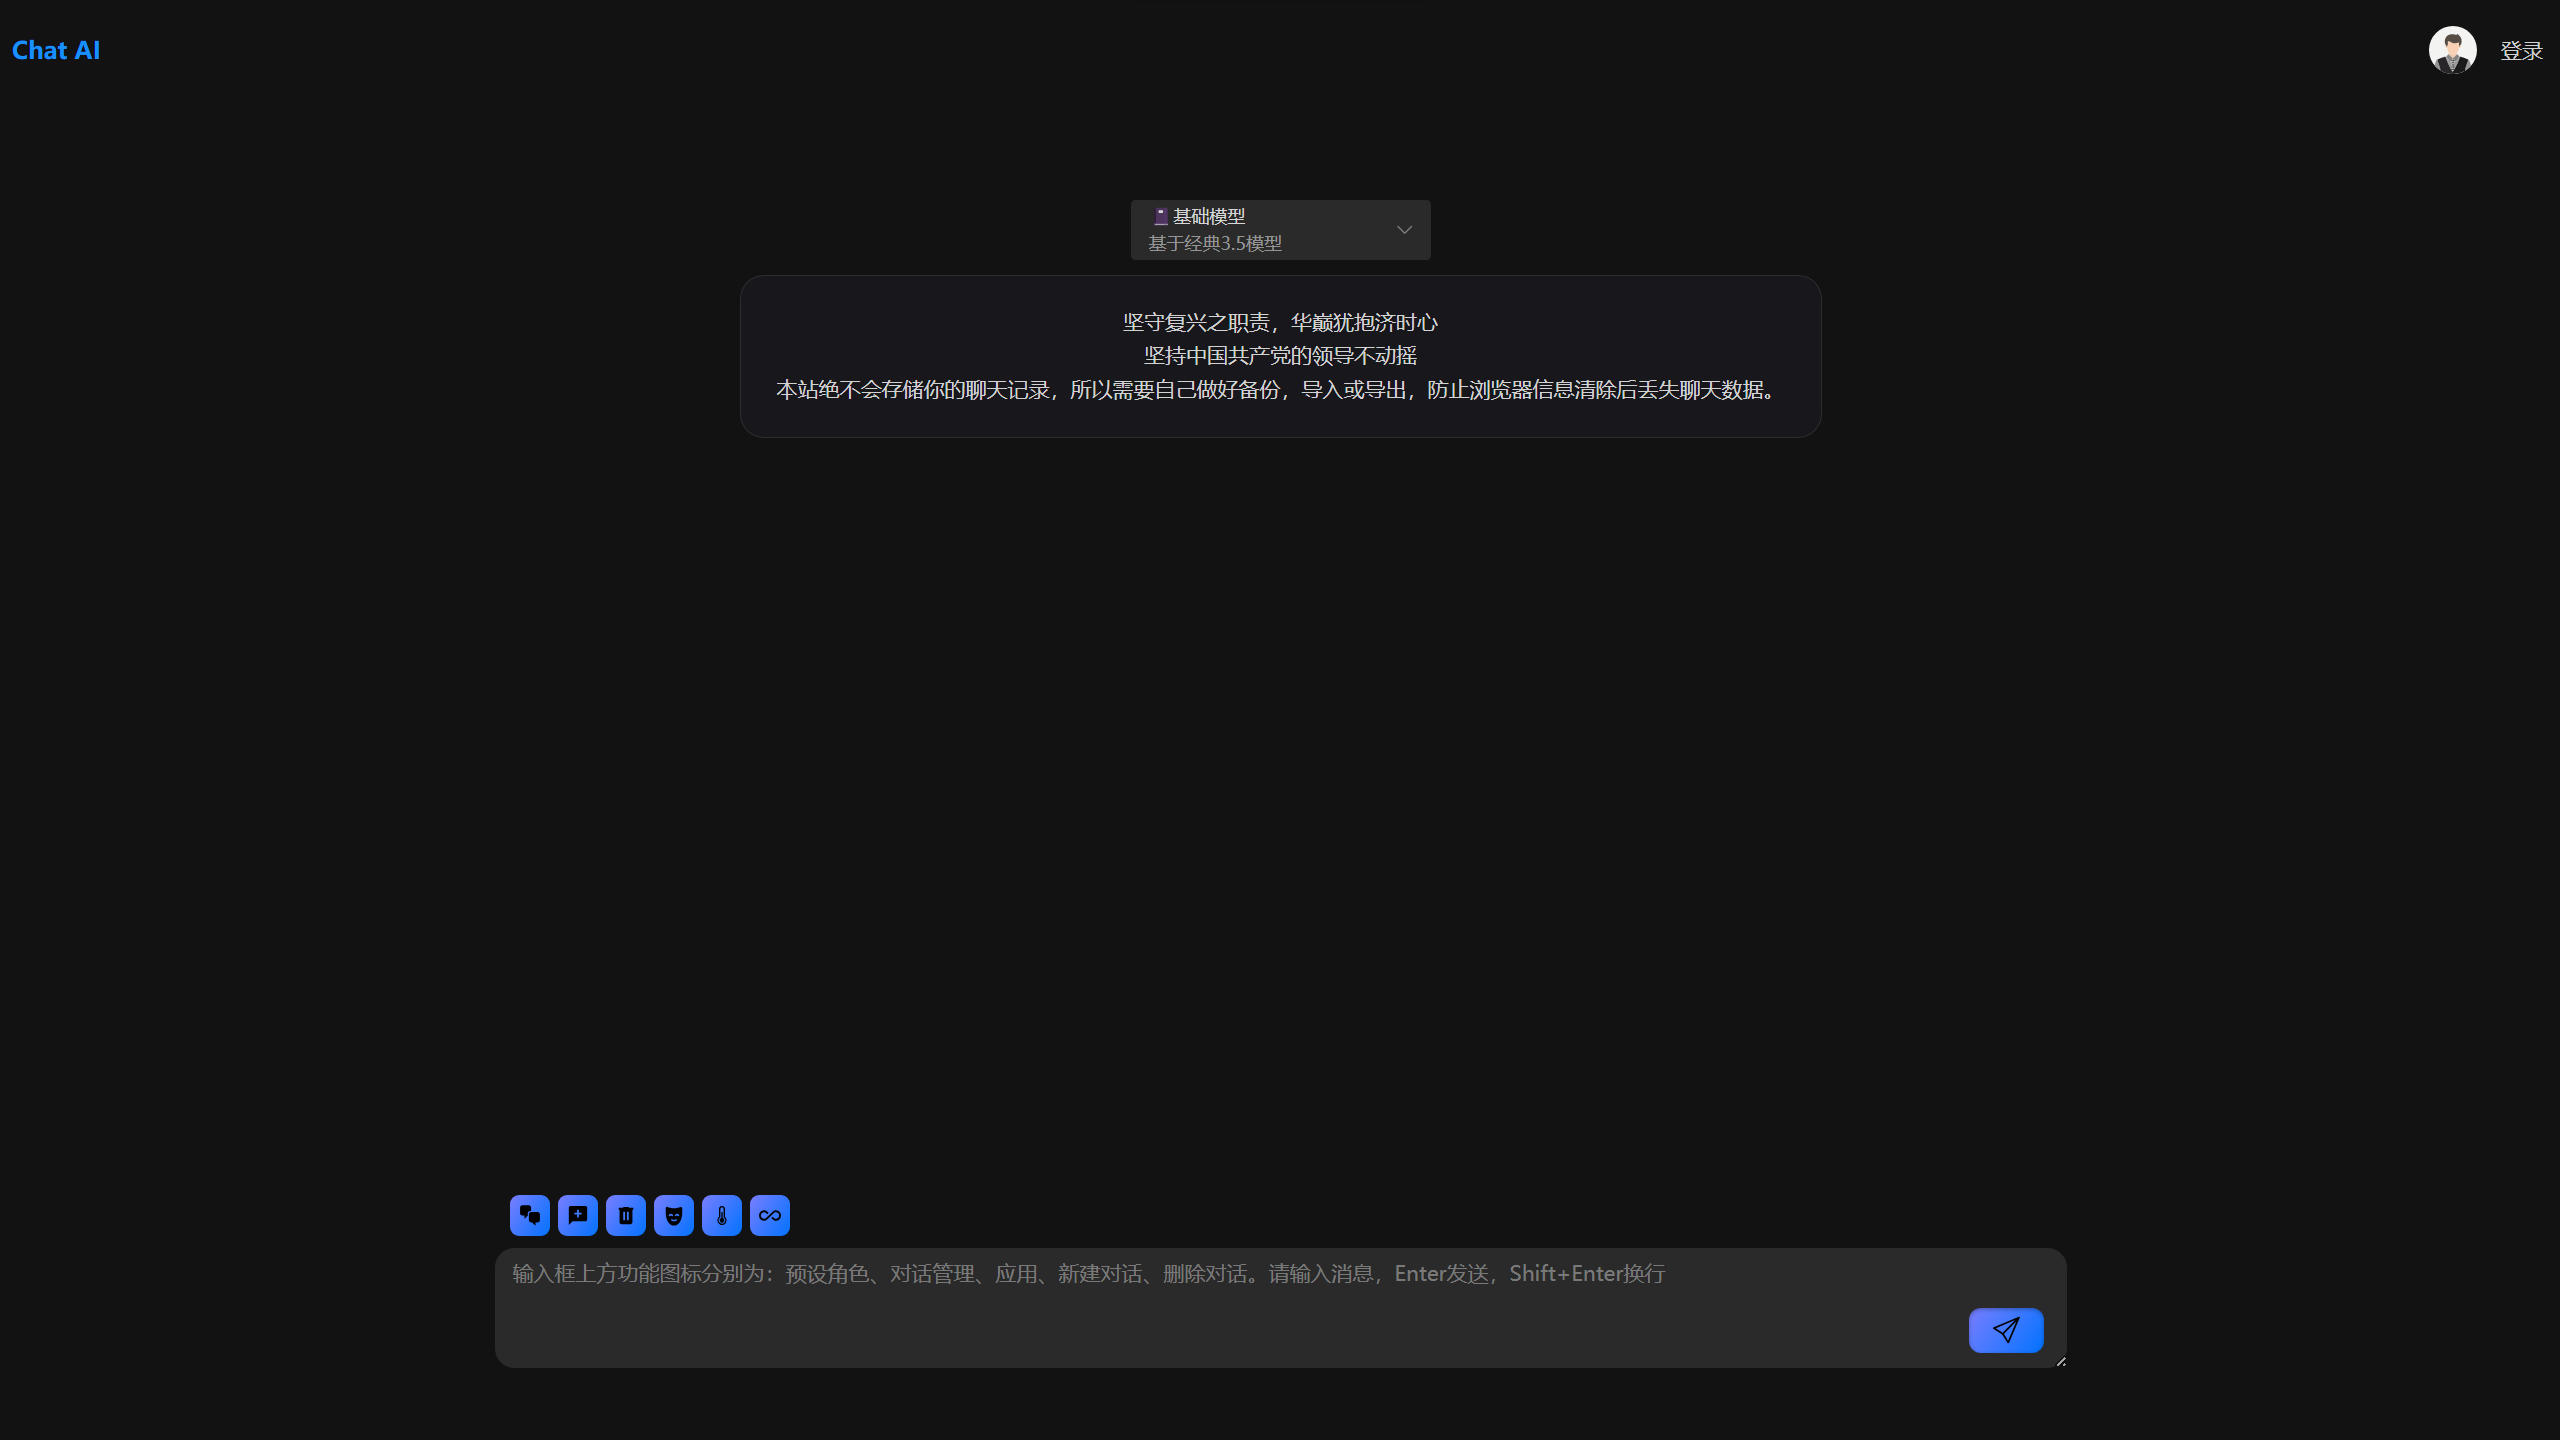 Chat AI
登录
基础模型
基于经典3.5模型
坚守复兴之职责，华巅犹抱济时心
坚持中国共产党的领导不动摇
本站绝不会存储你的聊天记录，所以需要自己做好备份，导入或导出，防止浏览器信息清除后丢失聊天数据。
输入框上方功能图标分别为：预设角色、对话管理、应用、新建对话、删除对话。请输入消息，Enter发送，Shift+Enter换行